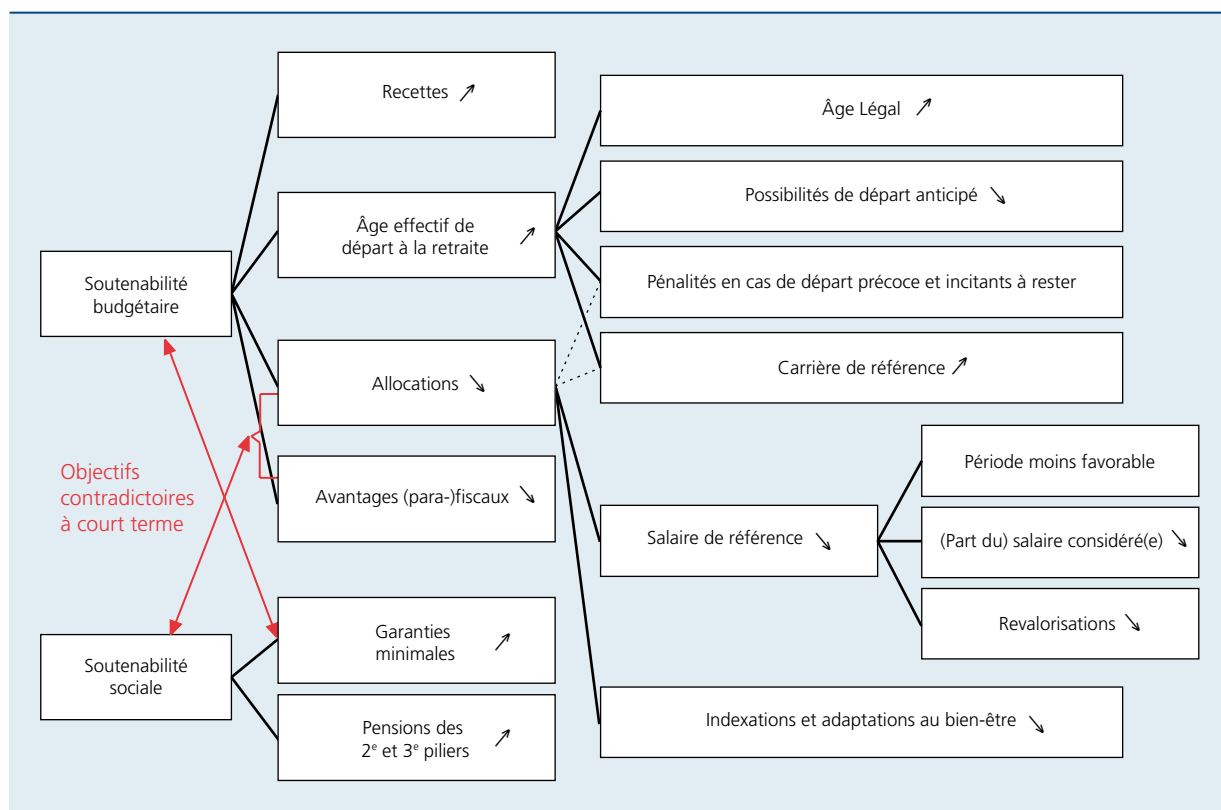 Recettes ↗
Âge Légal ↗
Possibilités de départ anticipé ↘
Âge effectif de
départ à la retraite ↗
Pénalités en cas de départ précoce et incitants à rester
Soutenabilité
budgétaire
Carrière de référence ↗
Allocations ↘
Période moins favorable
Objectifs
contradictoires
à court terme
Avantages (para-)fiscaux ↘
Salaire de référence ↘
(Part du) salaire considéré(e) ↘
Revalorisations ↘
Garanties
minimales ↗
Soutenabilité
sociale
Indexations et adaptations au bien-être ↘
Pensions des
2e et 3e piliers ↗